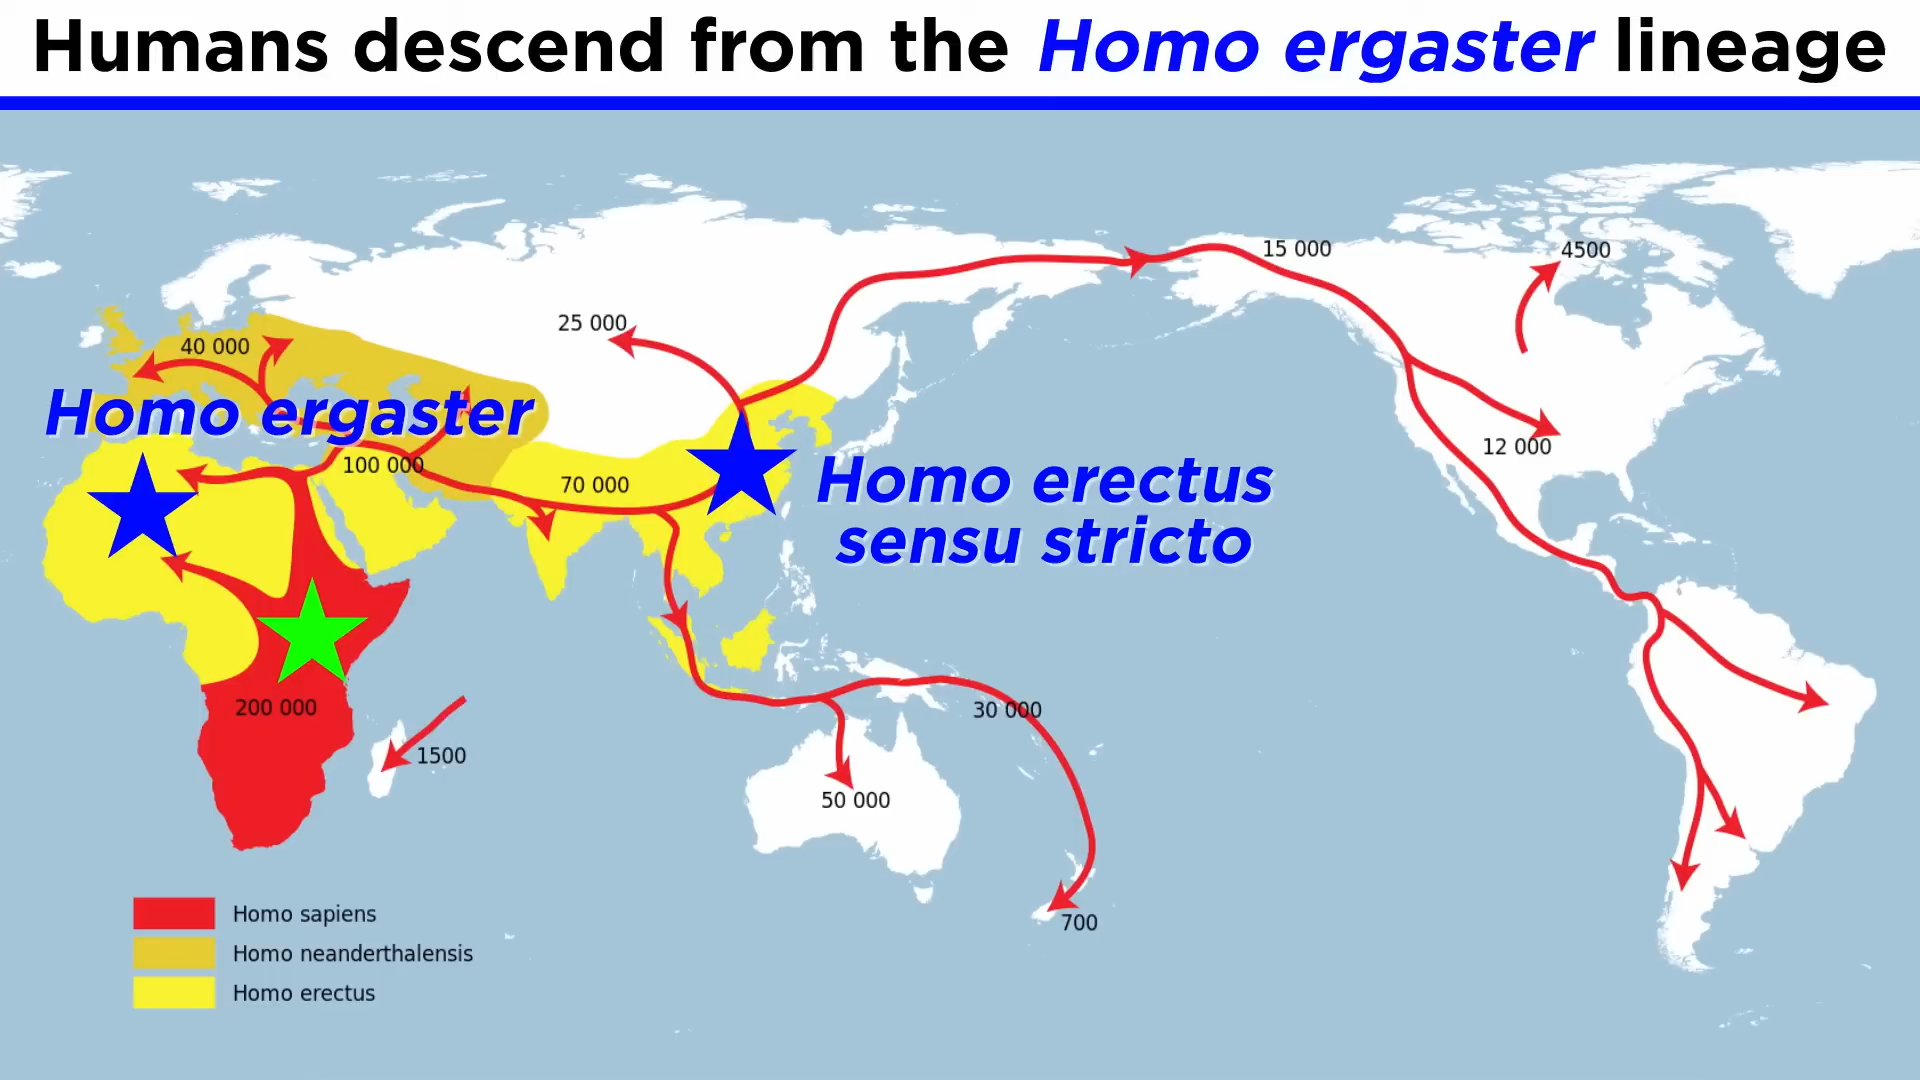 Humans descend from the Homo ergaster lineage
15 000
4500
25 000
40 000
Homo ergaster
12 000
100 000
70 000
Homo erectus
sensu stricto
200 000
30 000
1500
50 000
700
Homo sapiens
Homo neanderthalensis
Homo erectus